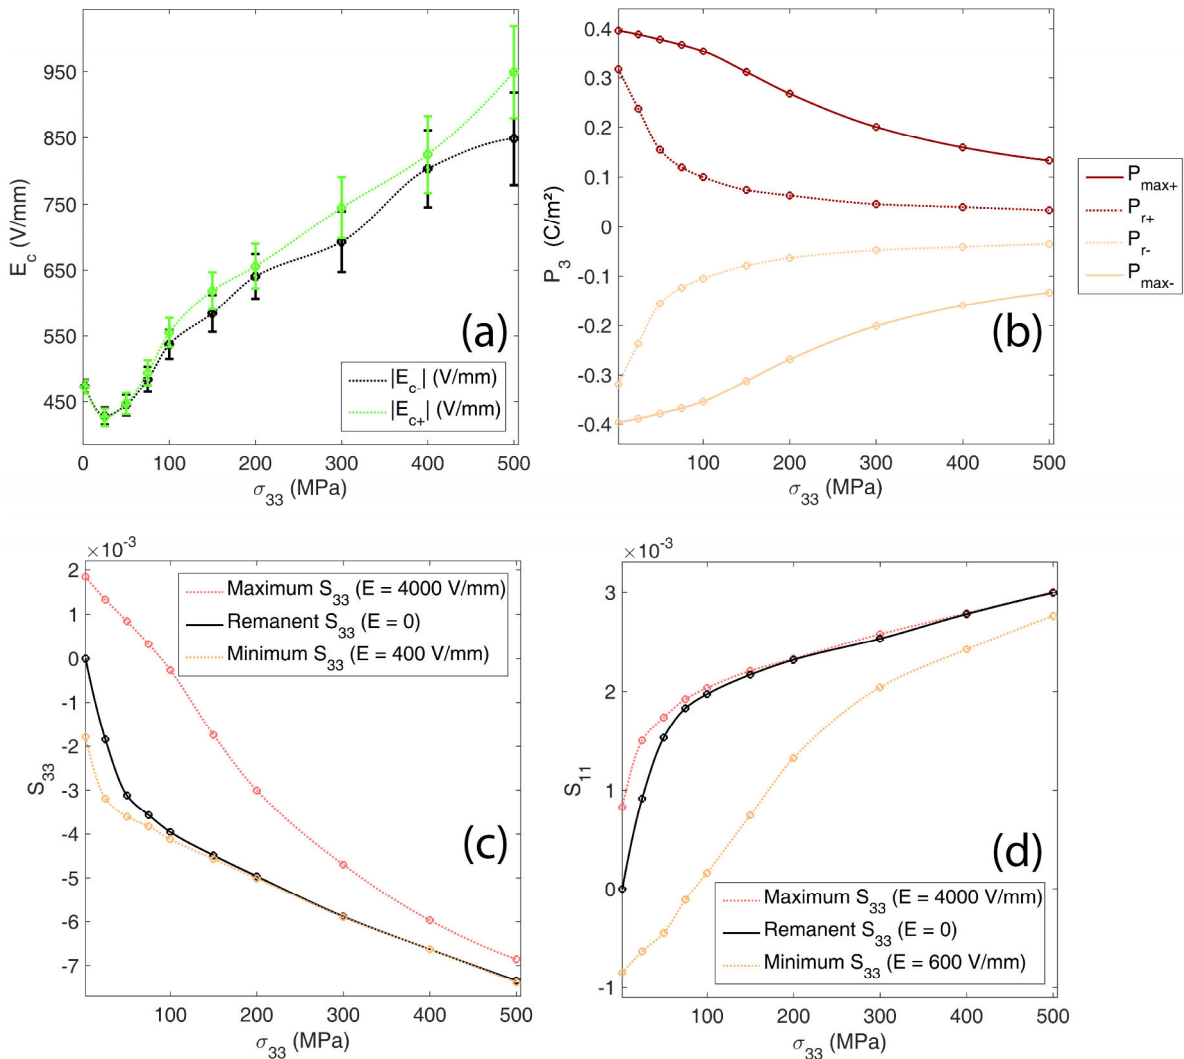 950
850
750
650
550
450
E_c (V/mm)
(a)
|E_c-| (V/mm)
|E_c+| (V/mm)
0 100 200 300 400 500
σ_33 (MPa)
0.4
0.3
0.2
0.1
0
-0.1
-0.2
-0.3
-0.4
P_3 (C/m²)
(b)
100 200 300 400 500
σ_33 (MPa)
P_max+
P_r+
P_r-
P_max-
×10^-3
2
1
0
-1
-2
-3
-4
-5
-6
-7
S_33
Maximum S_33 (E = 4000 V/mm)
Remanent S_33 (E = 0)
Minimum S_33 (E = 400 V/mm)
(c)
100 200 300 400 500
σ_33 (MPa)
×10^-3
3
2
1
0
-1
S_11
(d)
Maximum S_33 (E = 4000 V/mm)
Remanent S_33 (E = 0)
Minimum S_33 (E = 600 V/mm)
100 200 300 400 500
σ_33 (MPa)